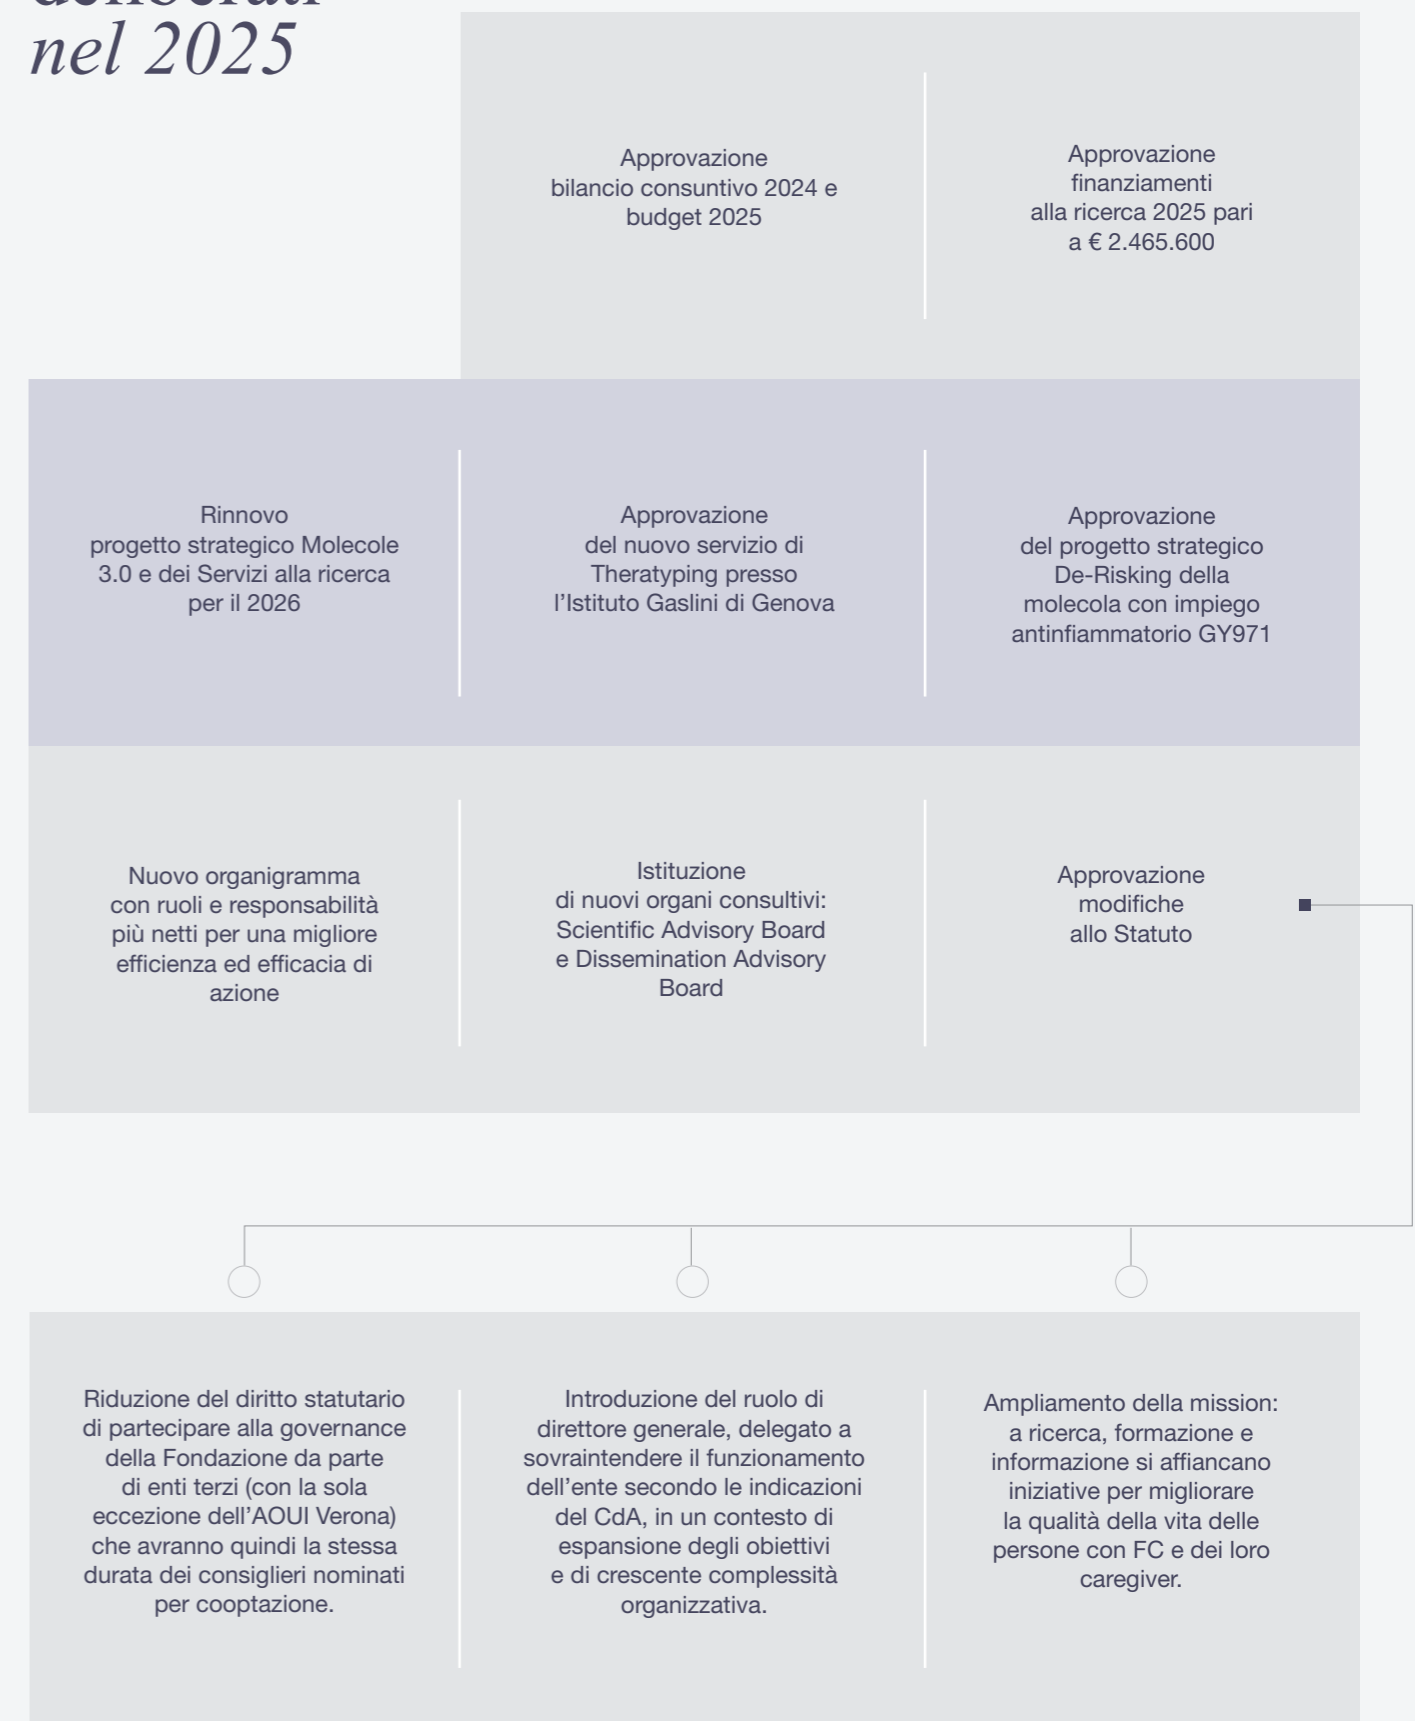 nel 2025
Approvazione
bilancio consuntivo 2024 e
budget 2025
Approvazione
finanziamenti
alla ricerca 2025 pari
a € 2.465.600
Rinnovo
progetto strategico Molecole
3.0 e dei Servizi alla ricerca
per il 2026
Approvazione
del nuovo servizio di
Theratyping presso
l’Istituto Gaslini di Genova
Approvazione
del progetto strategico
De-Risking della
molecola con impiego
antinfiammatorio GY971
Nuovo organigramma
con ruoli e responsabilità
più netti per una migliore
efficienza ed efficacia di
azione
Istituzione
di nuovi organi consultivi:
Scientific Advisory Board
e Dissemination Advisory
Board
Approvazione
modifiche
allo Statuto
Riduzione del diritto statutario
di partecipare alla governance
della Fondazione da parte
di enti terzi (con la sola
eccezione dell’AOUI Verona)
che avranno quindi la stessa
durata dei consiglieri nominati
per cooptazione.
Introduzione del ruolo di
direttore generale, delegato a
sovraintendere il funzionamento
dell’ente secondo le indicazioni
del CdA, in un contesto di
espansione degli obiettivi
e di crescente complessità
organizzativa.
Ampliamento della mission:
a ricerca, formazione e
informazione si affiancano
iniziative per migliorare
la qualità della vita delle
persone con FC e dei loro
caregiver.